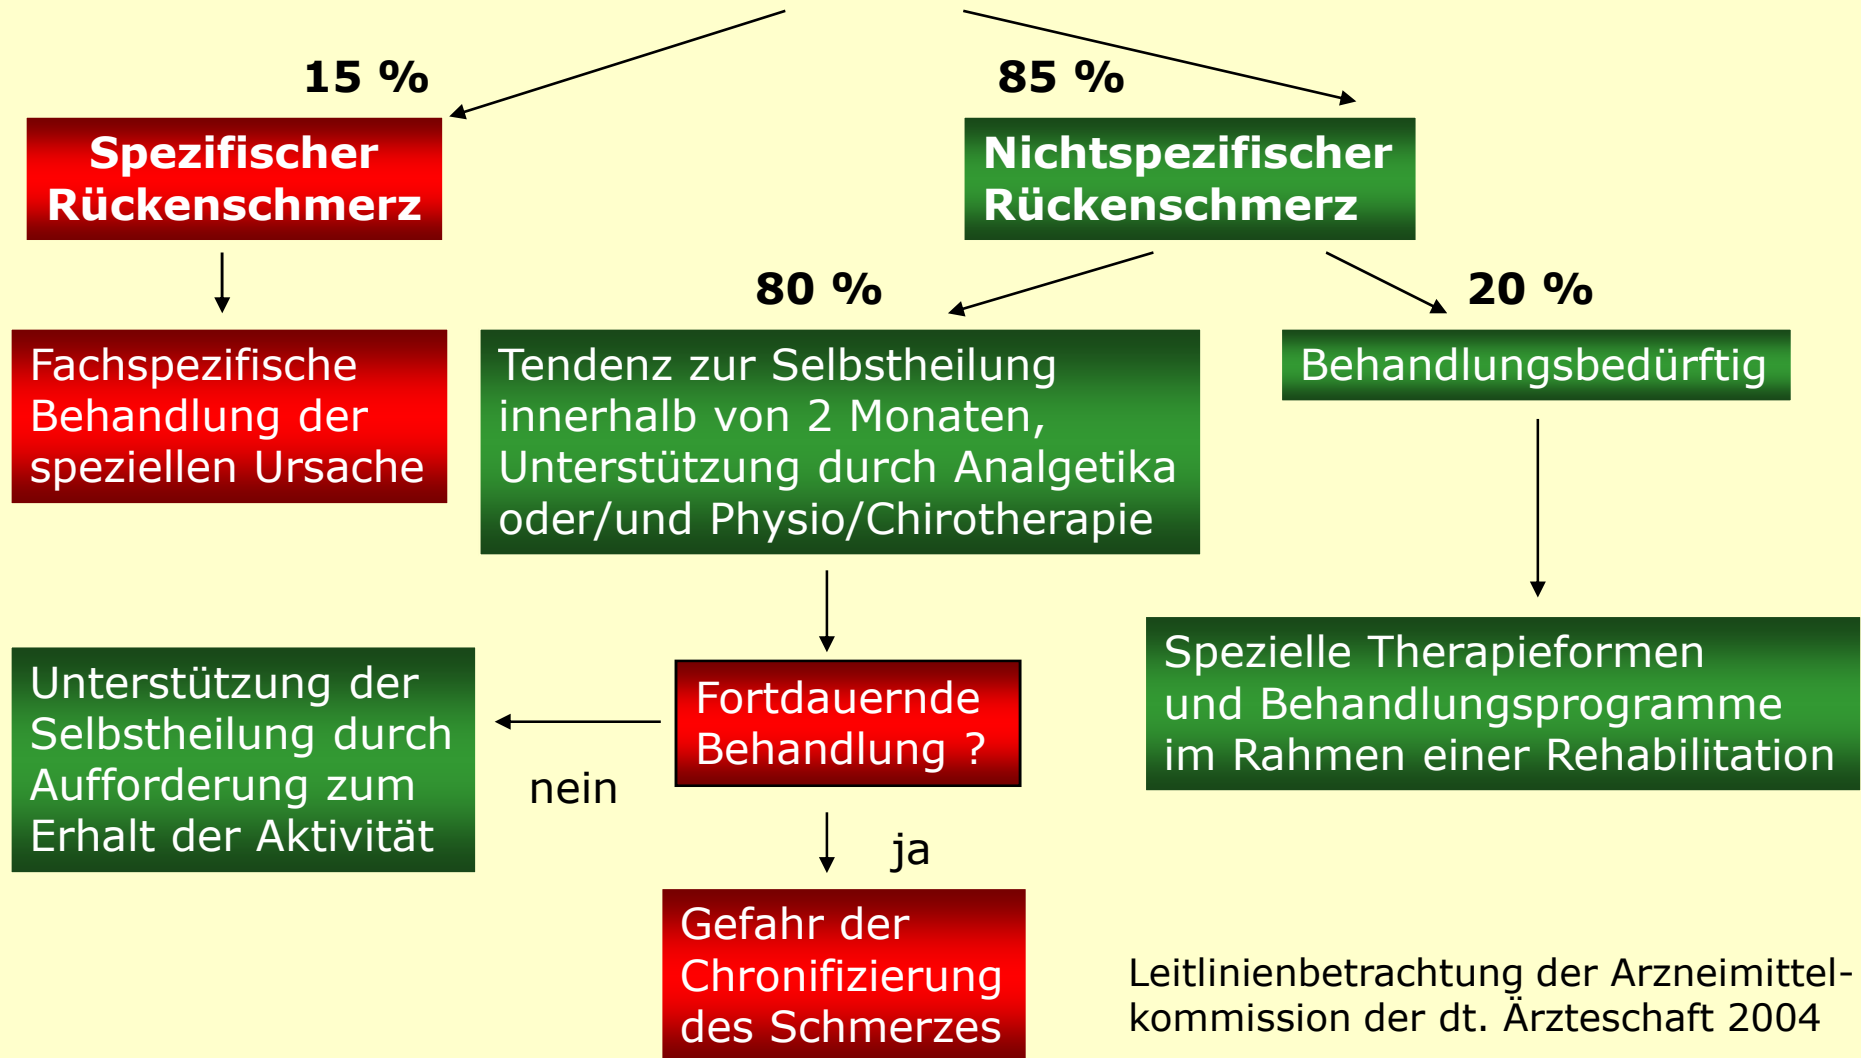 15 %
85 %
Spezifischer
Rückenschmerz
Nichtspezifischer
Rückenschmerz
80 %
20 %
Fachspezifische
Behandlung der
speziellen Ursache
Tendenz zur Selbstheilung
innerhalb von 2 Monaten,
Unterstützung durch Analgetika
oder/und Physio/Chirotherapie
Behandlungsbedürftig
Unterstützung der
Selbstheilung durch
Aufforderung zum
Erhalt der Aktivität
nein
Fortdauernde
Behandlung ?
ja
Spezielle Therapieformen
und Behandlungsprogramme
im Rahmen einer Rehabilitation
Gefahr der
Chronifizierung
des Schmerzes
Leitlinienbetrachtung der Arzneimittel-
kommission der dt. Ärzteschaft 2004